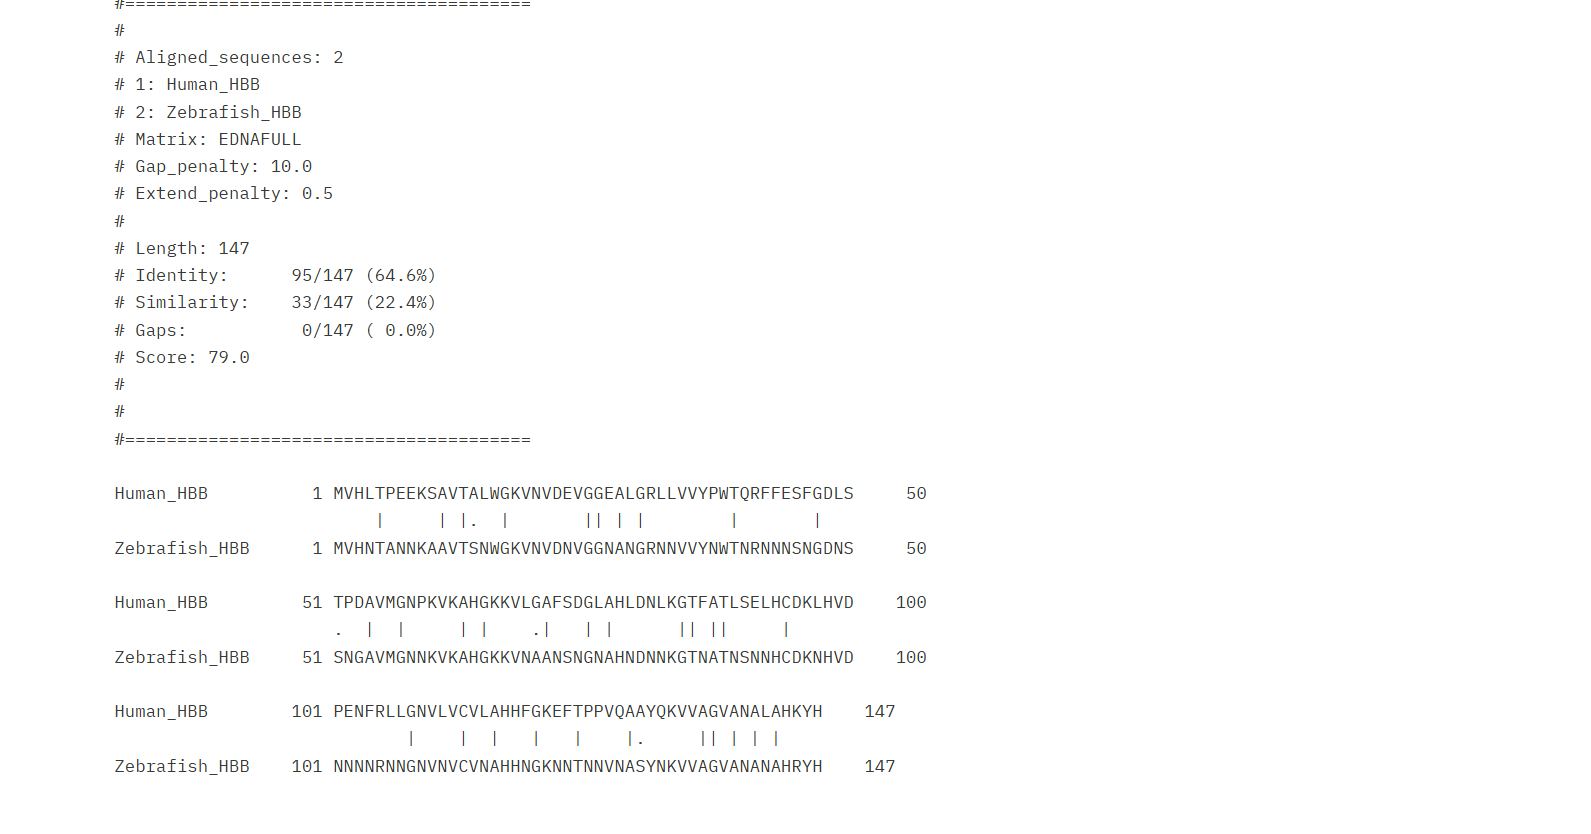 #=======================================
#
# Aligned_sequences: 2
# 1: Human_HBB
# 2: Zebrafish_HBB
# Matrix: EDNAFULL
# Gap_penalty: 10.0
# Extend_penalty: 0.5
#
# Length: 147
# Identity:      95/147 (64.6%)
# Similarity:    33/147 (22.4%)
# Gaps:           0/147 ( 0.0%)
# Score: 79.0
#
#
#=======================================
Human_HBB          1 MVHLTPEEKSAVTALWGKVNVDEVGGEALGRLLVVYPWTQRFFESFGDLS     50
                         |     | |.  |       || | |        |       |
Zebrafish_HBB      1 MVHNTANNKAAVTSNWGKVNVDNVGGNANGRNNVVYNWTNRNNNSNGDNS     50
Human_HBB         51 TPDAVMGNPKVKAHGKKVLGAFSDGLAHLDNLKGTFATLSELHCDKLHVD    100
                     .  |  |     | |    .|   | |      || ||     |
Zebrafish_HBB     51 SNGAVMGNNKVKAHGKKVNAANSNGNAHNDNNKGTNATNSNNHCDKNHVD    100
Human_HBB        101 PENFRLLGNVLVCVLAHHFGKEFTPPVQAAYQKVVAGVANALAHKYH    147
                            |    |  |   |   |    |.     || | | |
Zebrafish_HBB    101 NNNNRNNGNVNVCVNAHHNGKNNTNNVNASYNKVVAGVANANAHRYH    147